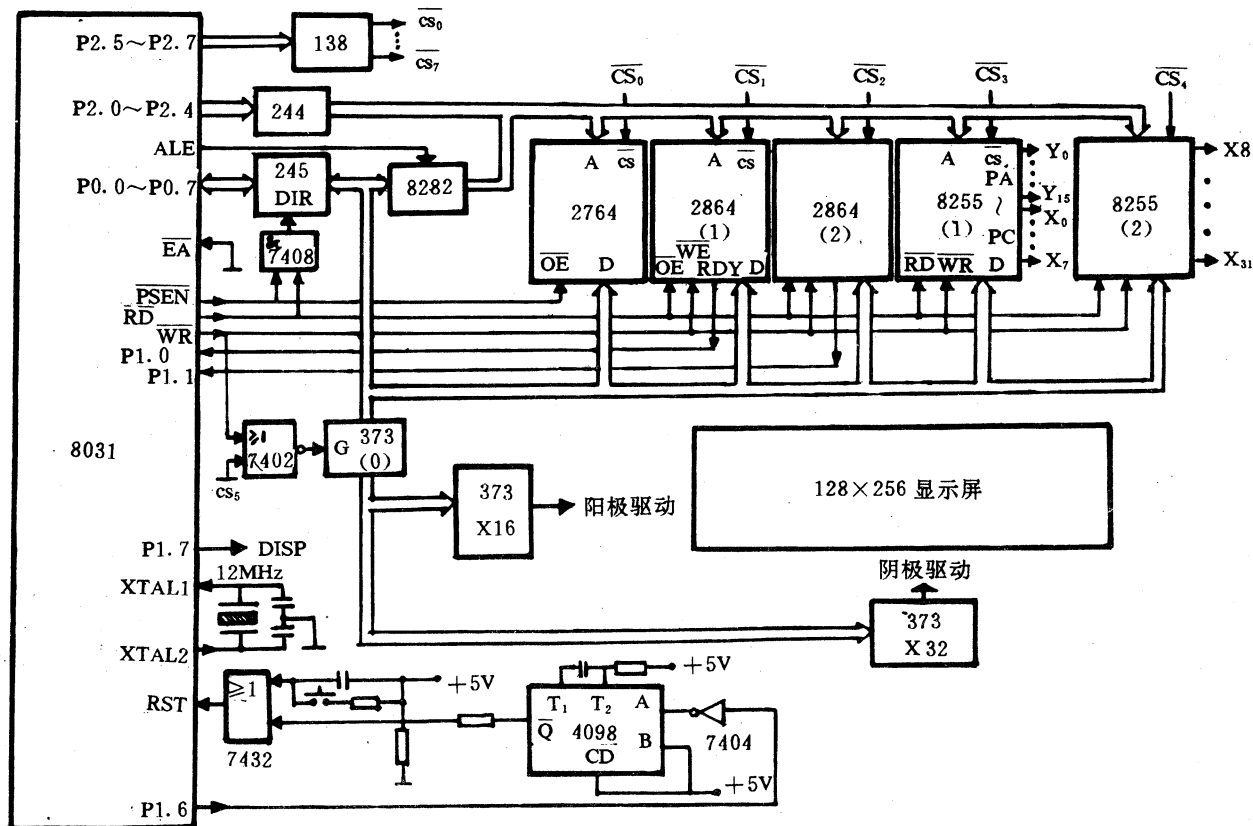 P2.5~P2.7
138
cs0
cs7
P2.0~P2.4
244
CS0
CS1
CS2
CS3
CS4
ALE
P0.0~P0.7
245
DIR
8282
A
cs
2764
OE
D
A
cs
2864
(1)
WE
OE
RDY
D
2864
(2)
A
cs
PA
~
PC
8255
(1)
RD
WR
D
Y0
Y15
X0
X7
8255
(2)
X8
X31
EA
&
7408
PSEN
RD
WR
P1.0
P1.1
8031
≥1
7402
cs5
G
373
(0)
373
X16
阳极驱动
128×256 显示屏
P1.7
DISP
12MHz
XTAL1
XTAL2
阴极驱动
373
X32
RST
≥1
7432
+5V
+5V
T1
T2
A
Q
4098
B
CD
7404
+5V
P1.6